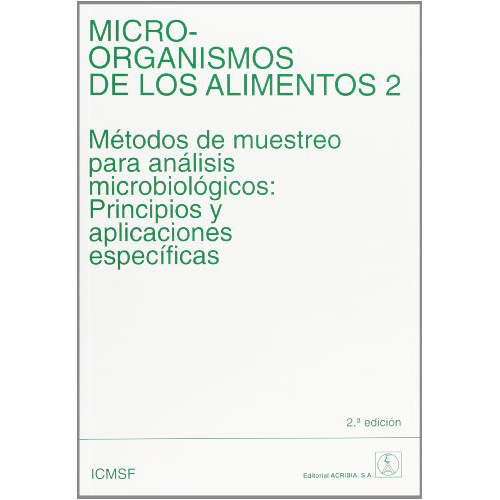 MICRO-
ORGANISMOS
DE LOS ALIMENTOS 2
Métodos de muestreo
para análisis
microbiológicos:
Principios y
aplicaciones
específicas
2.ª edición
ICMSF
Editorial ACRIBIA, S.A.